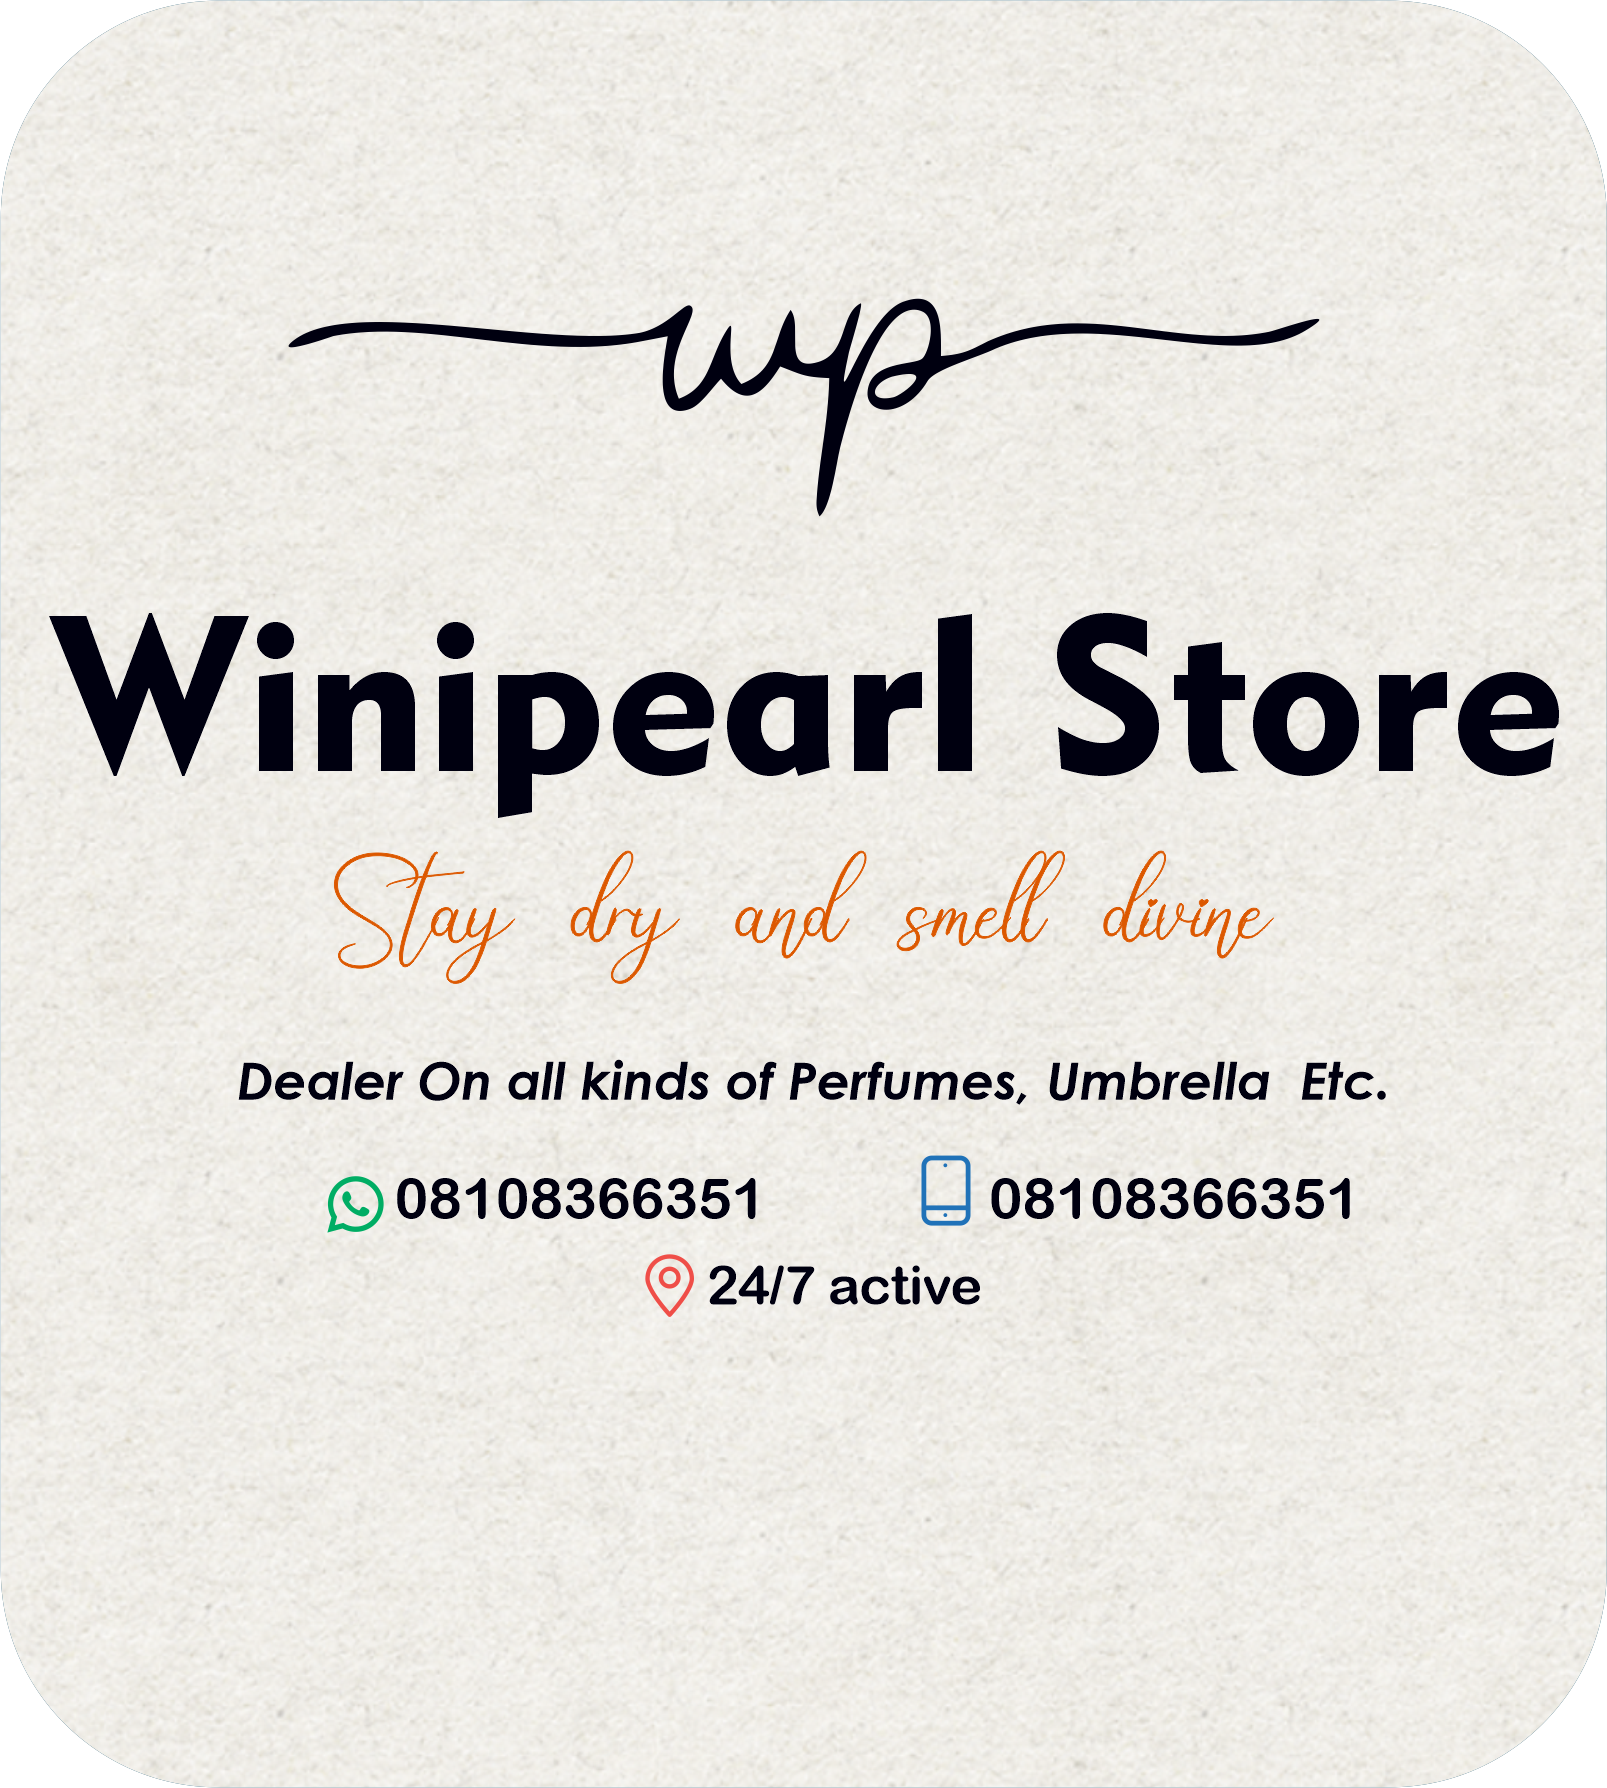 wp
Winipearl Store
Stay dry and smell divine
Dealer On all kinds of Perfumes, Umbrella Etc.
08108366351 08108366351
24/7 active